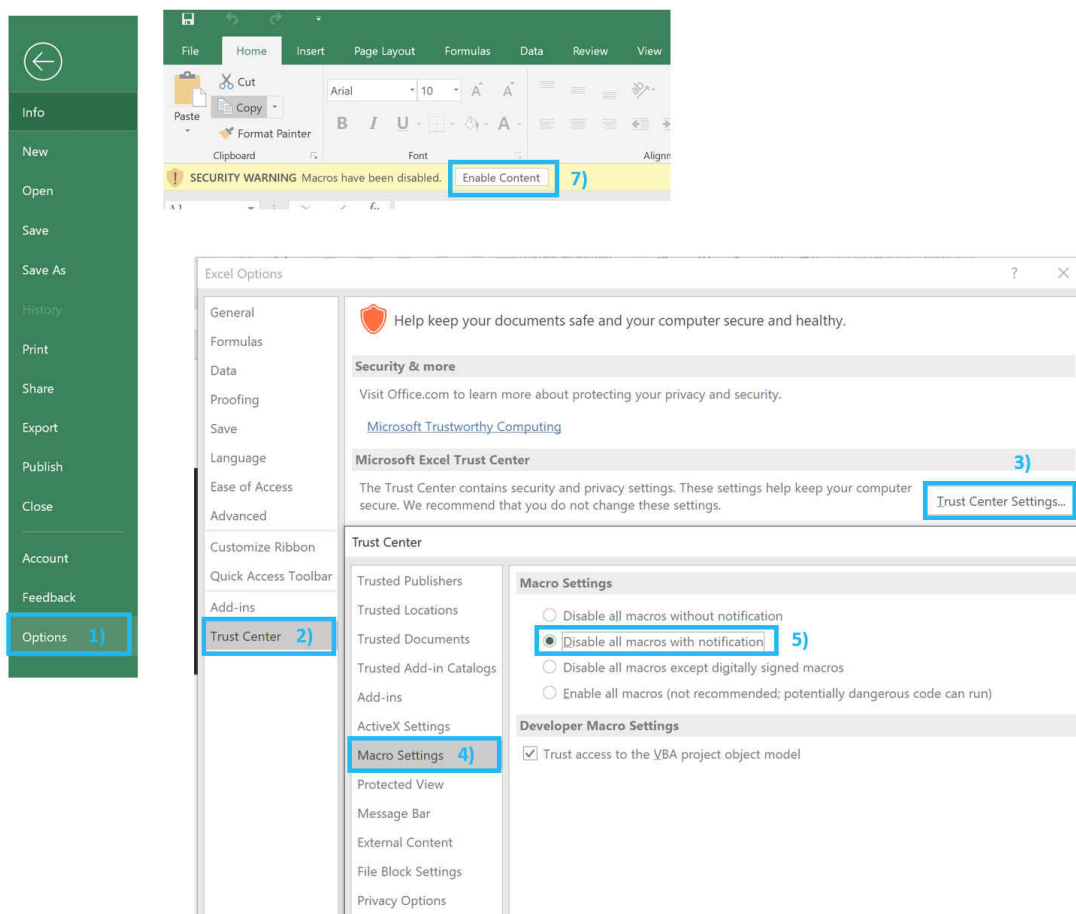 Info
New
Open
Save
Save As
History
Print
Share
Export
Publish
Close
Account
Feedback
Options 1)
File Home Insert Page Layout Formulas Data Review View
Paste
Cut
Copy
Format Painter
Clipboard
Arial 10 A A
B I U A
Font
Alignm
SECURITY WARNING Macros have been disabled. Enable Content 7)
A1 fx
Excel Options ?
General
Formulas
Data
Proofing
Save
Language
Ease of Access
Advanced
Customize Ribbon
Quick Access Toolbar
Add-ins
Trust Center 2)
Help keep your documents safe and your computer secure and healthy.
Security & more
Visit Office.com to learn more about protecting your privacy and security.
Microsoft Trustworthy Computing
Microsoft Excel Trust Center
3)
The Trust Center contains security and privacy settings. These settings help keep your computer
secure. We recommend that you do not change these settings.
Trust Center Settings...
Trust Center
Trusted Publishers
Trusted Locations
Trusted Documents
Trusted Add-in Catalogs
Add-ins
ActiveX Settings
Macro Settings 4)
Protected View
Message Bar
External Content
File Block Settings
Privacy Options
Macro Settings
Disable all macros without notification
Disable all macros with notification 5)
Disable all macros except digitally signed macros
Enable all macros (not recommended; potentially dangerous code can run)
Developer Macro Settings
Trust access to the VBA project object model